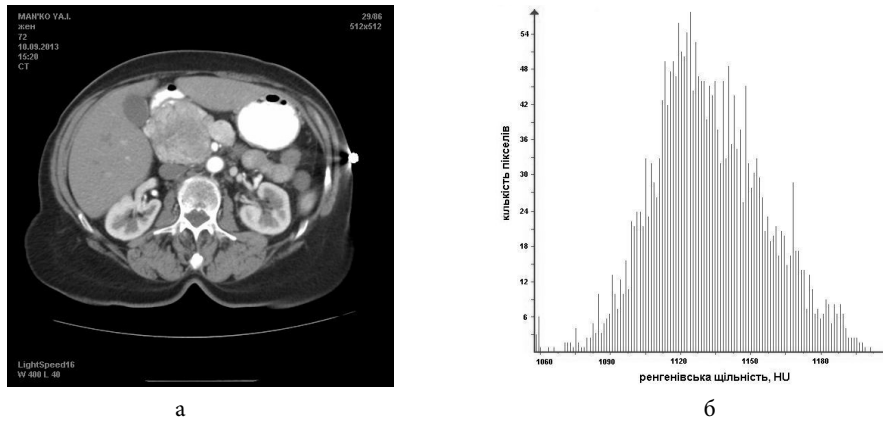 MAN'KO YA.I.
жен
72
10.09.2013
15:20
CT
29/86
512x512
LightSpeed16
W 400 L 40
а
кількість пікселів
54
48
42
36
30
24
18
12
6
1060 1090 1120 1150 1180
ренгенівська щільність, HU
б